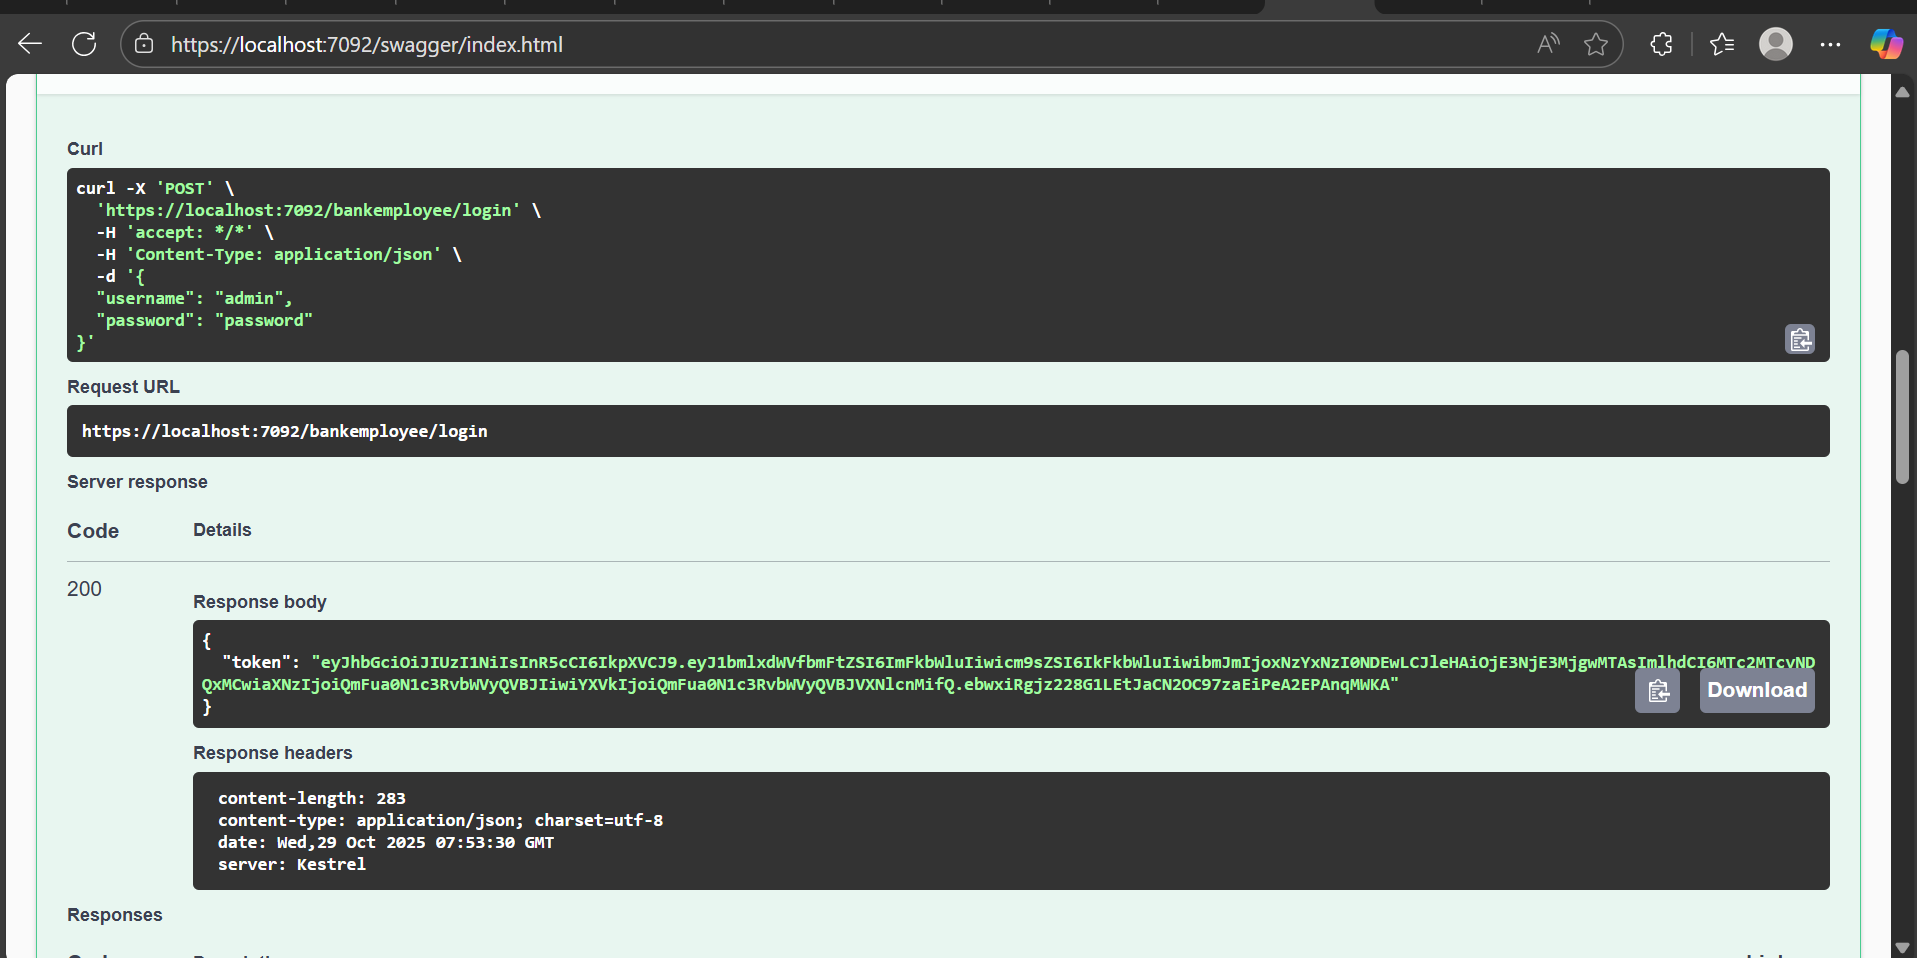 https://localhost:7092/swagger/index.html
Curl
curl -X 'POST' \
'https://localhost:7092/bankemployee/login' \
-H 'accept: */*' \
-H 'Content-Type: application/json' \
-d '{
"username": "admin",
"password": "password"
}'
Request URL
https://localhost:7092/bankemployee/login
Server response
Code Details
200
Response body
{
"token": "eyJhbGciOiJIUzI1NiIsInR5cCI6IkpXVCJ9.eyJ1bmlxdWVfbmFtZSI6ImFkbWluIiwicm9sZSI6IkFkbWluIiwibmJmIjoxNzYxNzI0NDEwLCJleHAiOjE3NjE3MjgwMTAsImlhdCI6MTc2MTcyND
QxMCwiaXNzIjoiQmFua0N1c3RvbWVyQVBJIiwiYXVkIjoiQmFua0N1c3RvbWVyQVBJVXNlcnMifQ.ebwxiRgjz228G1LEtJaCN2OC97zaEiPeA2EPAnqMWKA"
}
Download
Response headers
content-length: 283
content-type: application/json; charset=utf-8
date: Wed,29 Oct 2025 07:53:30 GMT
server: Kestrel
Responses